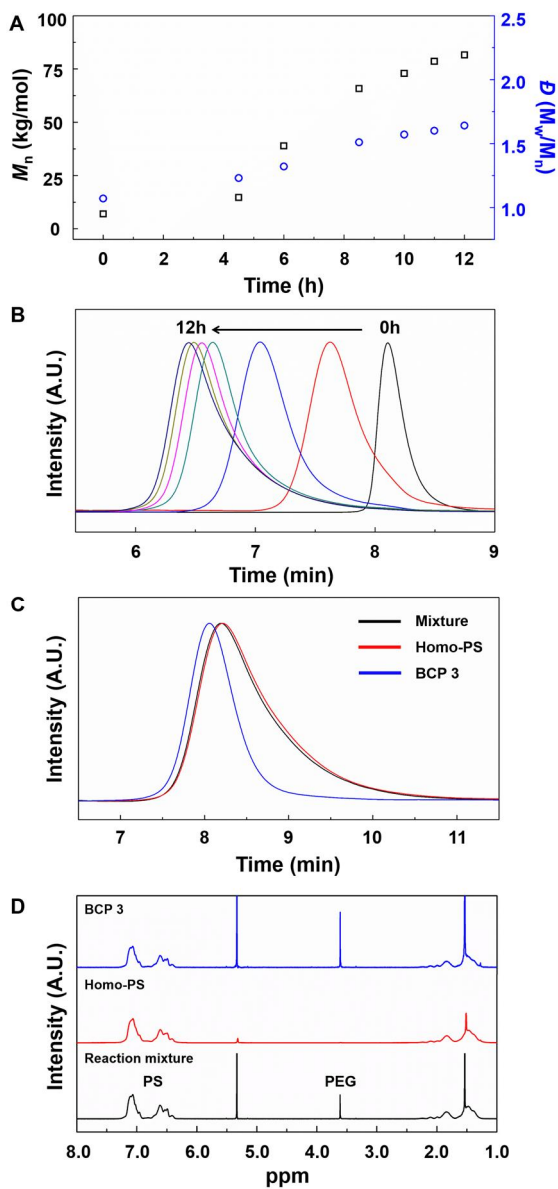 A
100
75
50
25
0
Mn (kg/mol)
2.5
2.0
1.5
1.0
Đ (Mw/Mn)
0 2 4 6 8 10 12
Time (h)
B
12h
0h
Intensity (A.U.)
6 7 8 9
Time (min)
C
Mixture
Homo-PS
BCP 3
Intensity (A.U.)
7 8 9 10 11
Time (min)
D
BCP 3
Homo-PS
Reaction mixture
PS PEG
Intensity (A.U.)
8.0 7.0 6.0 5.0 4.0 3.0 2.0 1.0
ppm